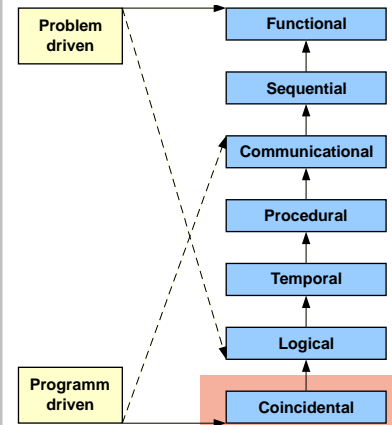 Problem
driven
Functional
Sequential
Communicational
Procedural
Temporal
Logical
Programm
driven
Coincidental